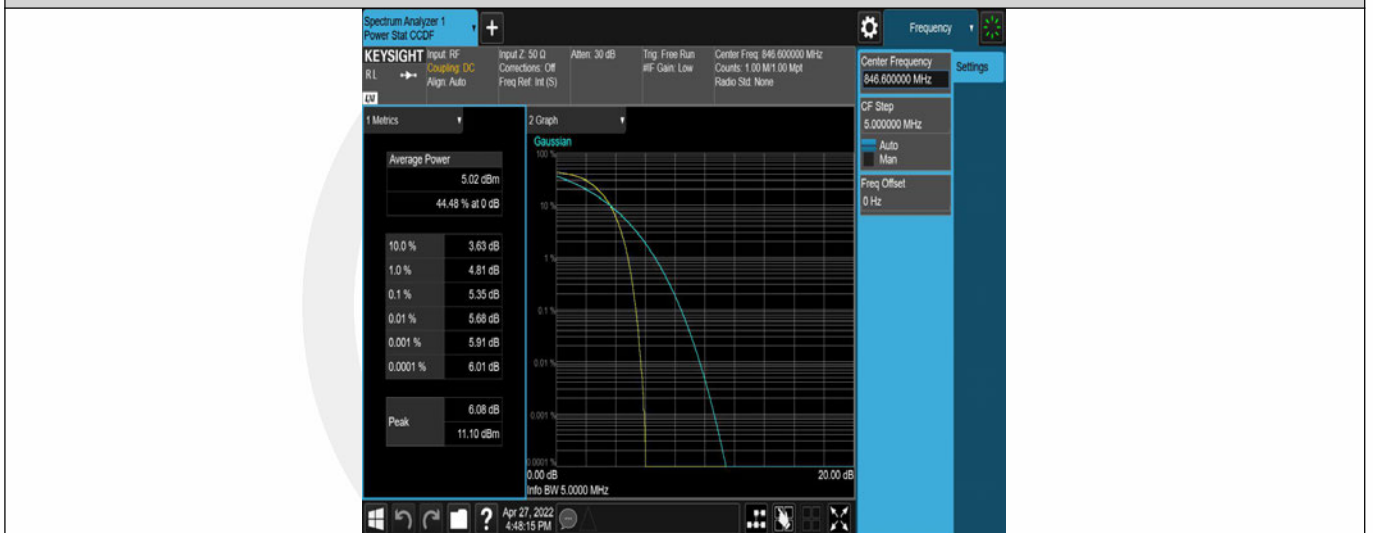 Spectrum Analyzer 1
Power Stat CCDF
+
Frequency
KEYSIGHT
R L
Input: RF
Coupling: DC
Align: Auto
Input Z: 50 Ω
Corrections: Off
Freq Ref: Int (S)
Atten: 30 dB
Trig: Free Run
#IF Gain: Low
Center Freq: 846.600000 MHz
Counts: 1.00 M/1.00 Mpt
Radio Std: None
Center Frequency
846.600000 MHz
Settings
CF Step
5.000000 MHz
Auto
Man
Freq Offset
0 Hz
1 Metrics
Average Power
5.02 dBm
44.48 % at 0 dB
10.0 % 3.63 dB
1.0 % 4.81 dB
0.1 % 5.35 dB
0.01 % 5.68 dB
0.001 % 5.91 dB
0.0001 % 6.01 dB
Peak
6.08 dB
11.10 dBm
2 Graph
Gaussian
100 %
10 %
1 %
0.1 %
0.01 %
0.001 %
0.0001 %
0.00 dB
20.00 dB
Info BW 5.0000 MHz
?
Apr 27, 2022
4:48:15 PM